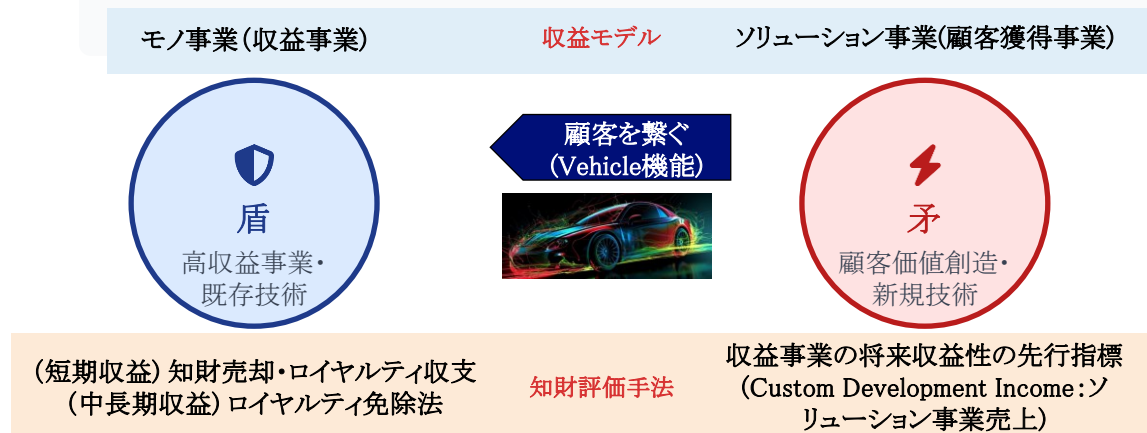 モノ事業(収益事業)
収益モデル
ソリューション事業(顧客獲得事業)
盾
高収益事業・
既存技術
顧客を繋ぐ
(Vehicle機能)
矛
顧客価値創造・
新規技術
(短期収益) 知財売却・ロイヤルティ収支
(中長期収益) ロイヤルティ免除法
知財評価手法
収益事業の将来収益性の先行指標
(Custom Development Income:ソ
リューション事業売上)